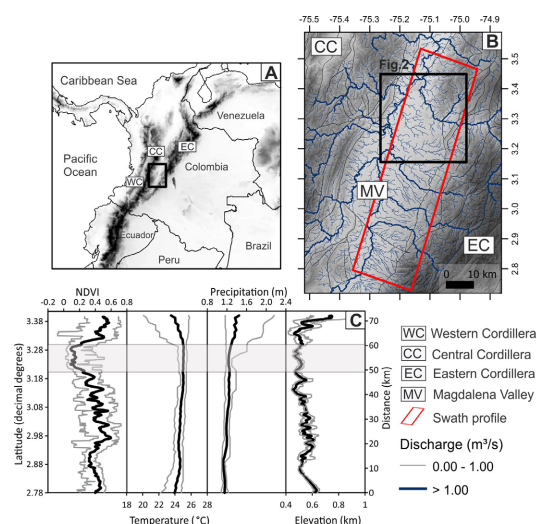 -75.5 -75.3 -75.2 -75.1 -75.0 -74.86
A
Caribbean Sea
Venezuela
Pacific
Ocean
CC
EC
WC
Colombia
Ecuador
Peru
Brazil
B
CC
Fig.2
MV
EC
10 km
3.5
3.4
3.3
3.2
3.1
3.0
2.9
2.8
NDVI
Precipitation (m)
-0.2 0 0.2 0.4 0.6 0.8
0.8 1.2 1.6 2.0 2.4
C
Latitude (decimal degrees)
3.38
3.28
3.18
3.08
2.98
2.88
2.78
18 20 22 24 26 28
Temperature (°C)
0.4 0.6 0.8 1
Elevation (km)
70
60
50
40
30
20
10
0
Distance (km)
WC Western Cordillera
CC Central Cordillera
EC Eastern Cordillera
MV Magdalena Valley
Swath profile
Discharge (m³/s)
0.00 - 1.00
> 1.00